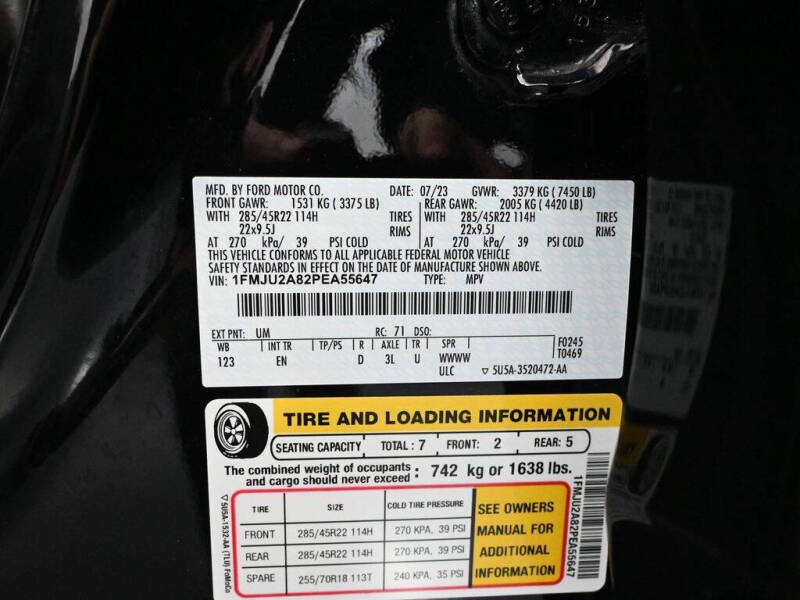 MFD. BY FORD MOTOR CO. DATE: 07/23 GVWR: 3379 KG ( 7450 LB)
FRONT GAWR: 1531 KG ( 3375 LB) REAR GAWR: 2005 KG ( 4420 LB)
WITH 285/45R22 114H TIRES WITH 285/45R22 114H TIRES
22x9.5J RIMS 22x9.5J RIMS
AT 270 kPa/ 39 PSI COLD AT 270 kPa/ 39 PSI COLD
THIS VEHICLE CONFORMS TO ALL APPLICABLE FEDERAL MOTOR VEHICLE
SAFETY STANDARDS IN EFFECT ON THE DATE OF MANUFACTURE SHOWN ABOVE.
VIN: 1FMJU2A82PEA55647 TYPE: MPV
EXT PNT: UM RC: 71 DSO:
WB INT TR TP/PS R AXLE TR SPR F0245
123 EN D 3L U WWWW T0469
ULC ▽ 5U5A-3520472-AA
TIRE AND LOADING INFORMATION
SEATING CAPACITY TOTAL : 7 FRONT: 2 REAR: 5
The combined weight of occupants and cargo should never exceed : 742 kg or 1638 lbs.
TIRE SIZE COLD TIRE PRESSURE
FRONT 285/45R22 114H 270 KPA, 39 PSI
REAR 285/45R22 114H 270 KPA, 39 PSI
SPARE 255/70R18 113T 240 KPA, 35 PSI
SEE OWNERS
MANUAL FOR
ADDITIONAL
INFORMATION
1FMJU2A82PEA55647
▽ 5U5A-1532-AA (TLU) FoMoCo